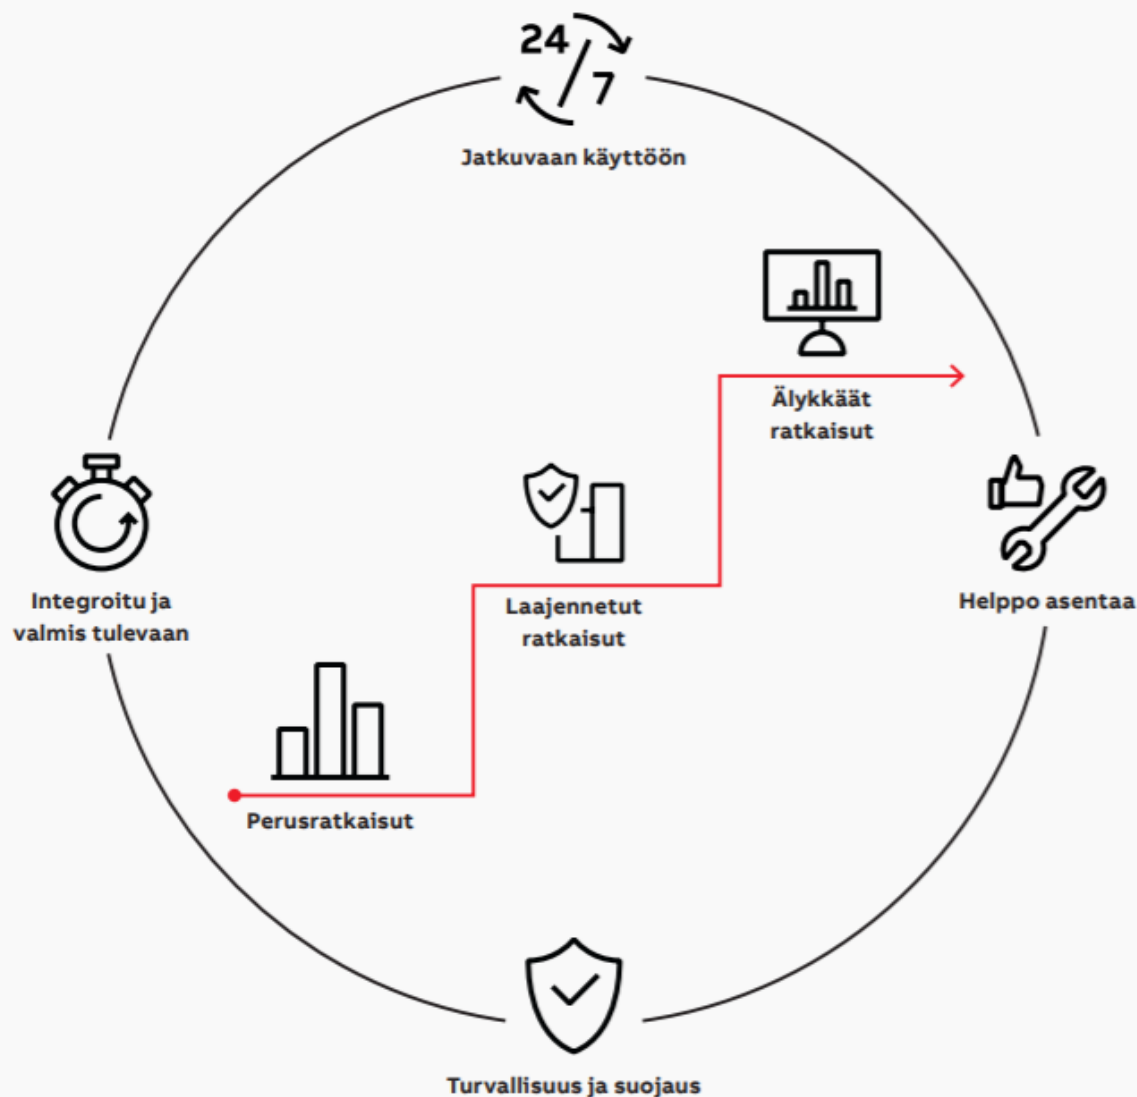 24/7
Jatkuvaan käyttöön
Älykkäät
ratkaisut
Integroitu ja
valmis tulevaan
Laajennetut
ratkaisut
Helppo asentaa
Perusratkaisut
Turvallisuus ja suojaus